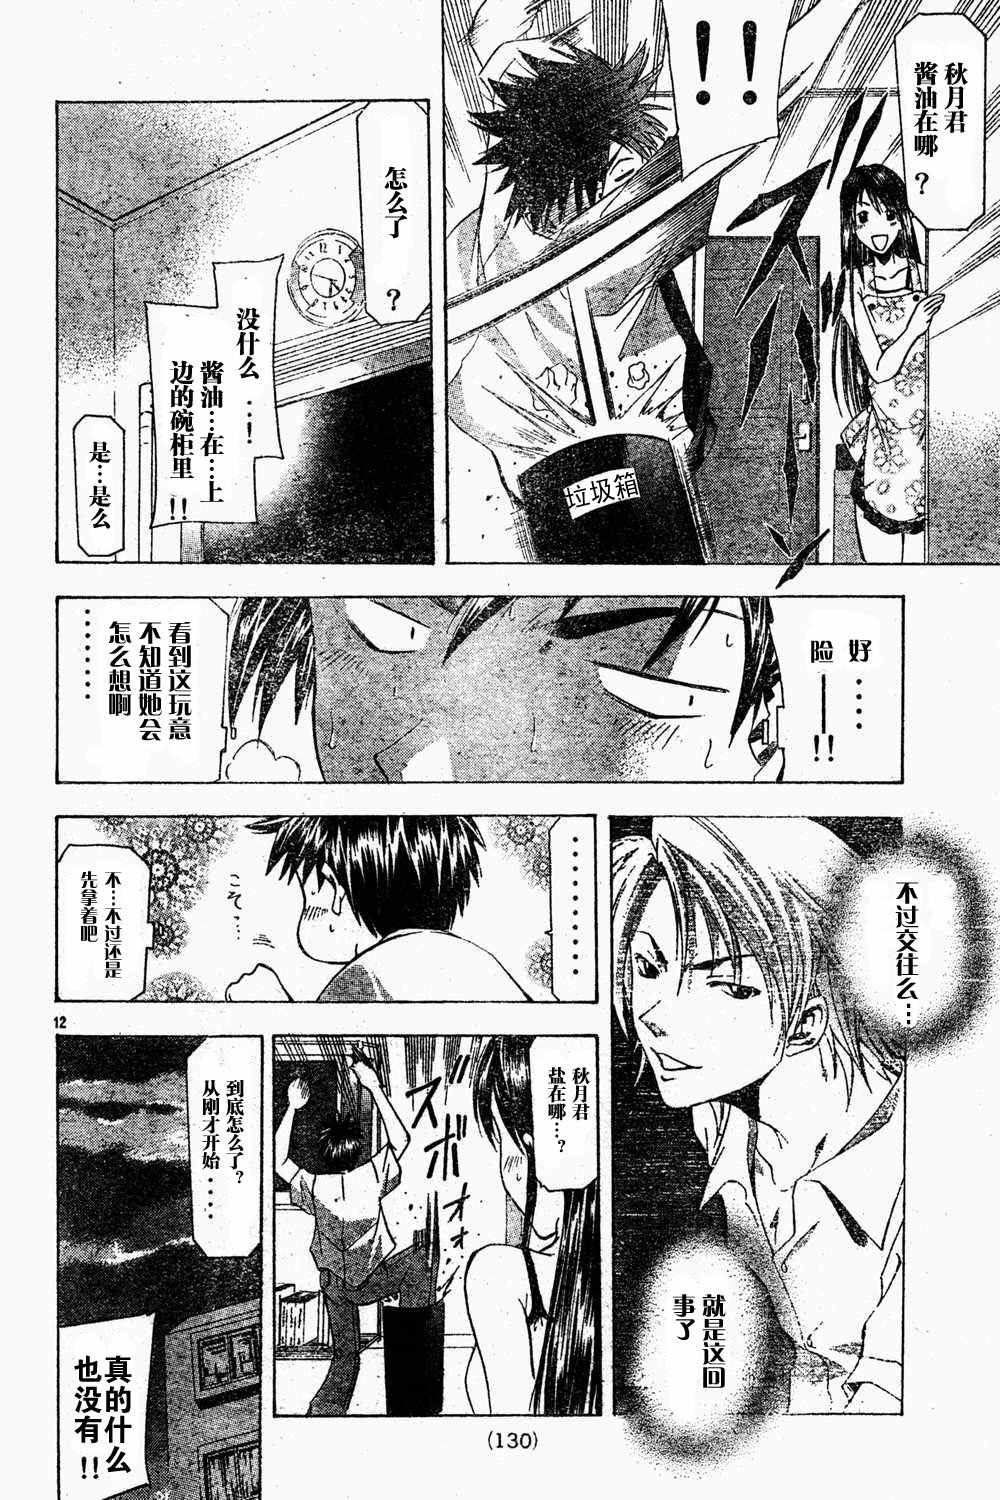 秋月君
酱油在哪
？
！！
垃圾箱
怎么了
？
没什么…！
酱油…在…上
边的碗柜里！！
是…是么
好‥‥
险——！！
看到这玩意
不知道她会
怎么想啊
‥‥‥
不过交往么…
就是这回
事了
‥‥‥‥
こそ…
不…不过还是
先拿着吧
12
秋月君
盐在哪…？
ズボオォ
到底怎么了？
从刚才开始
‥‥
真的什么
也没有！！
(130)